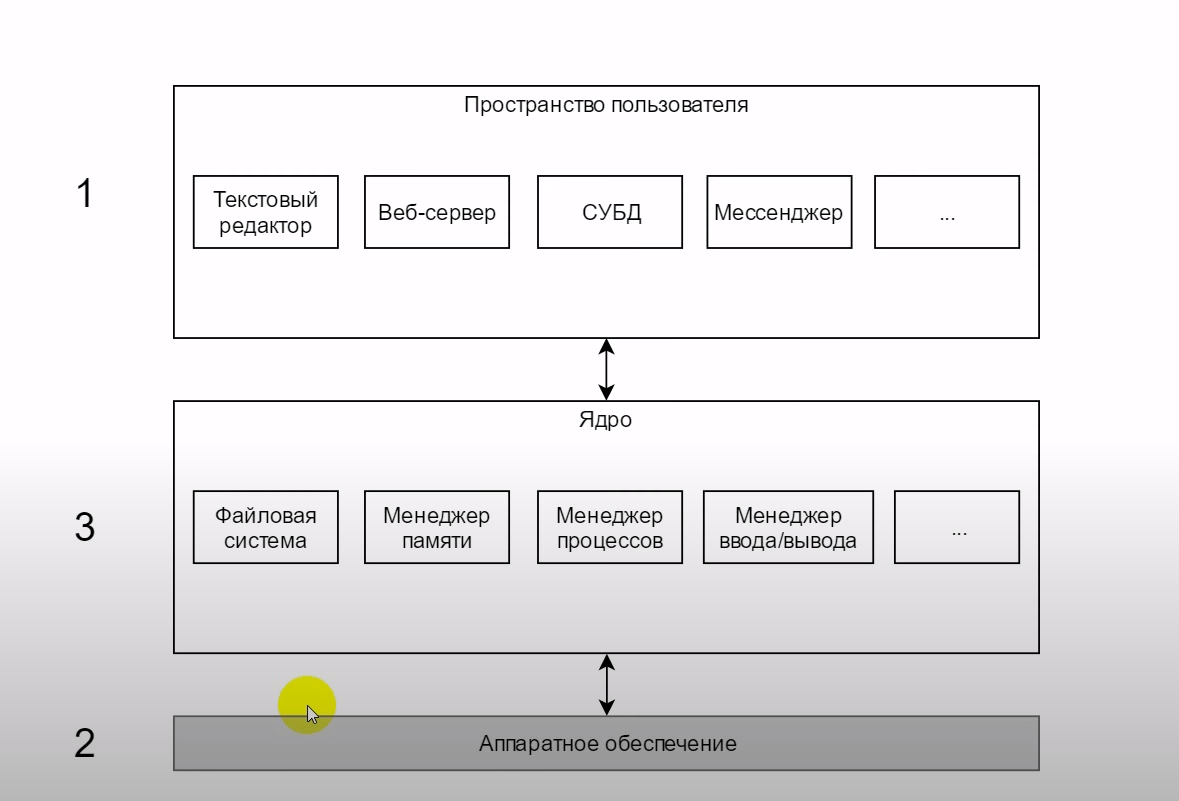 Пространство пользователя
1
Текстовый
редактор
Веб-сервер
СУБД
Мессенджер
...
Ядро
3
Файловая
система
Менеджер
памяти
Менеджер
процессов
Менеджер
ввода/вывода
...
2
Аппаратное обеспечение